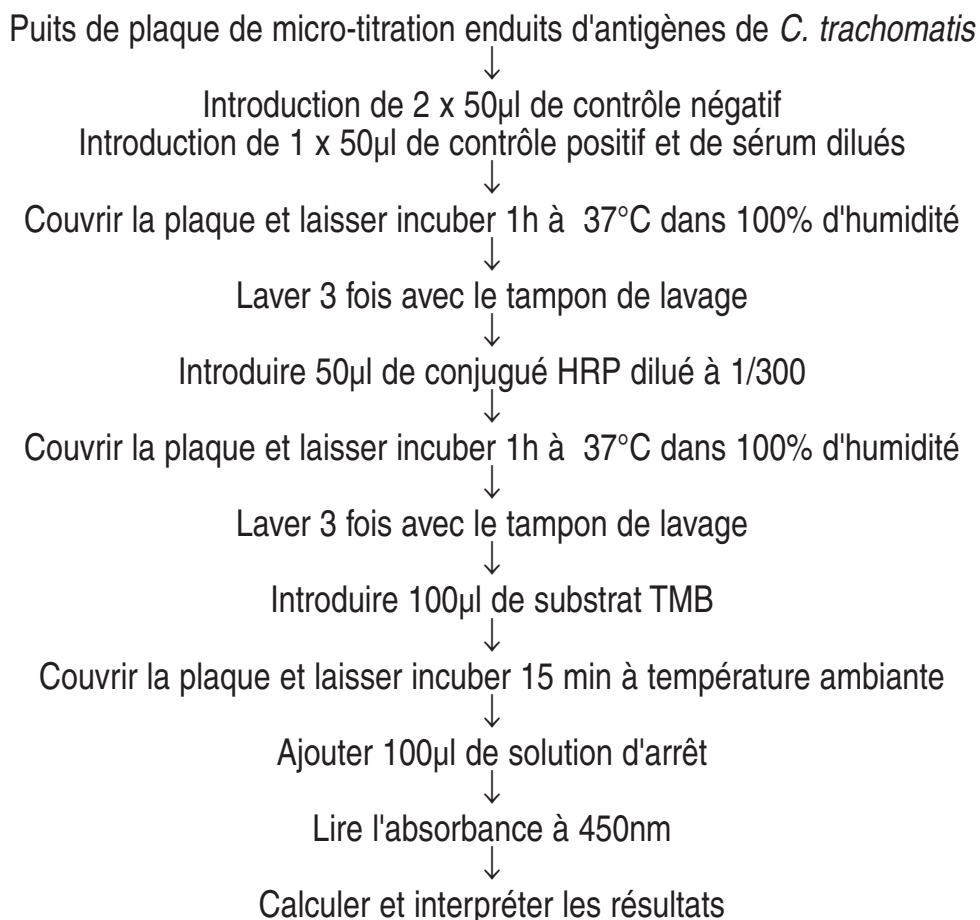 Puits de plaque de micro-titration enduits d'antigènes de C. trachomatis
↓
Introduction de 2 x 50µl de contrôle négatif
Introduction de 1 x 50µl de contrôle positif et de sérum dilués
↓
Couvrir la plaque et laisser incuber 1h à 37°C dans 100% d'humidité
↓
Laver 3 fois avec le tampon de lavage
↓
Introduire 50µl de conjugué HRP dilué à 1/300
↓
Couvrir la plaque et laisser incuber 1h à 37°C dans 100% d'humidité
↓
Laver 3 fois avec le tampon de lavage
↓
Introduire 100µl de substrat TMB
↓
Couvrir la plaque et laisser incuber 15 min à température ambiante
↓
Ajouter 100µl de solution d'arrêt
↓
Lire l'absorbance à 450nm
↓
Calculer et interpréter les résultats